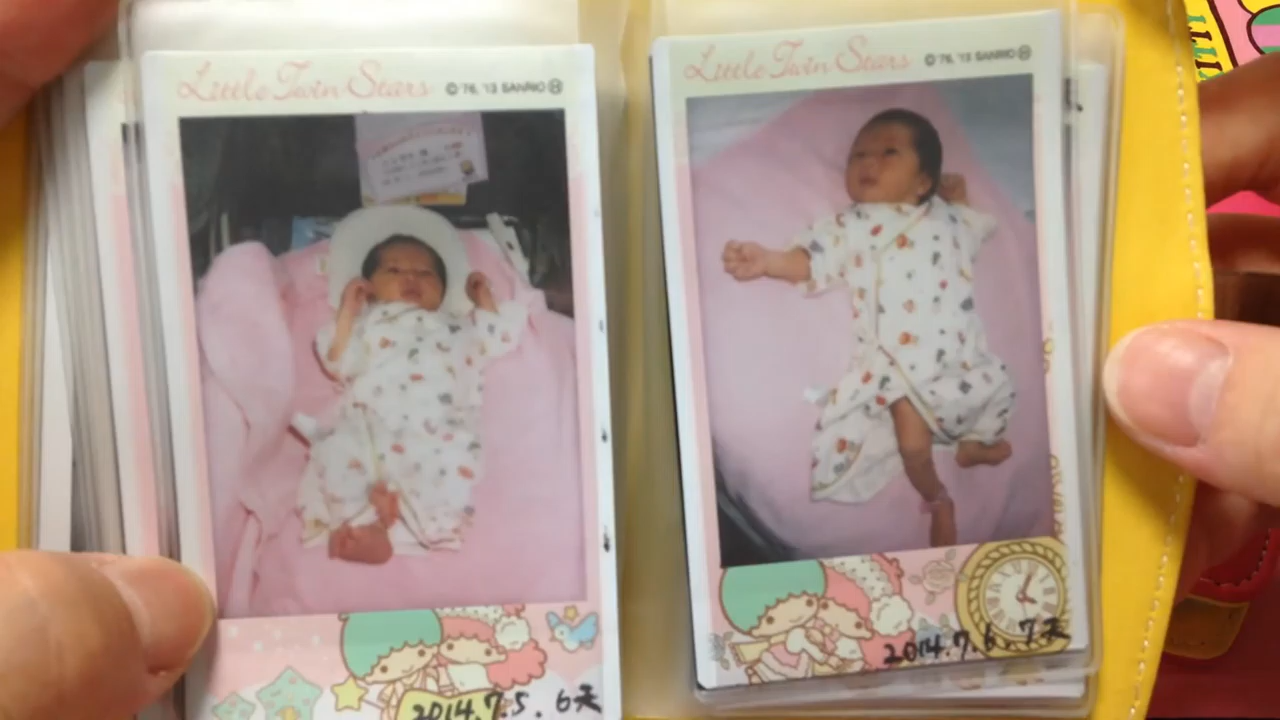 Little Twin Stars © '76, '13 SANRIO Ⓗ
2014.7.5. 6天
Little Twin Stars © '76, '13 SANRIO Ⓗ
2014.7.6. 7天